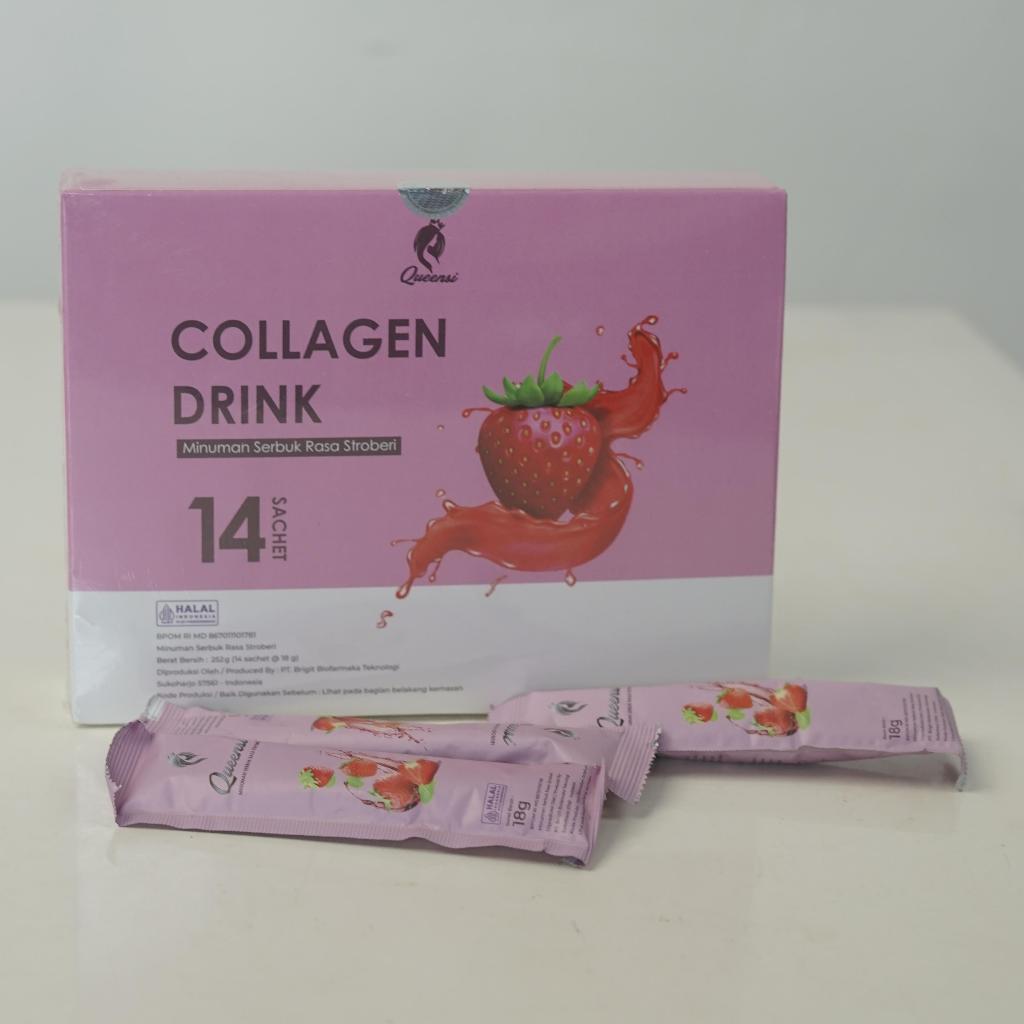 Queensi
COLLAGEN
DRINK
Minuman Serbuk Rasa Stroberi
14
SACHET
HALAL
INDONESIA
BPOM RI MD 867011101761
Minuman Serbuk Rasa Stroberi
Berat Bersih : 252g (14 sachet @ 18 g)
Diproduksi Oleh / Produced By : PT. Brigit Biofarmaka Teknologi
Sukoharjo 57561 - Indonesia
Kode Produksi / Baik Digunakan Sebelum : Lihat pada bagian belakang kemasan
Queensi
18g
Queensi
HALAL
18g